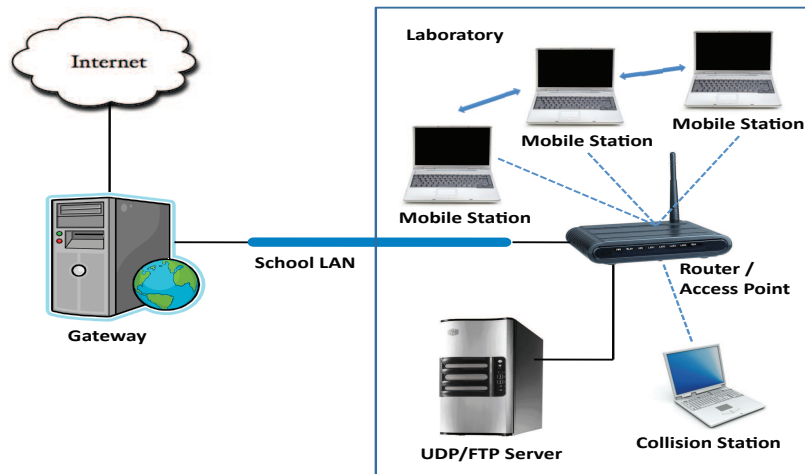 Internet
Laboratory
Mobile Station
Mobile Station
Mobile Station
School LAN
Router /
Access Point
Gateway
UDP/FTP Server
Collision Station